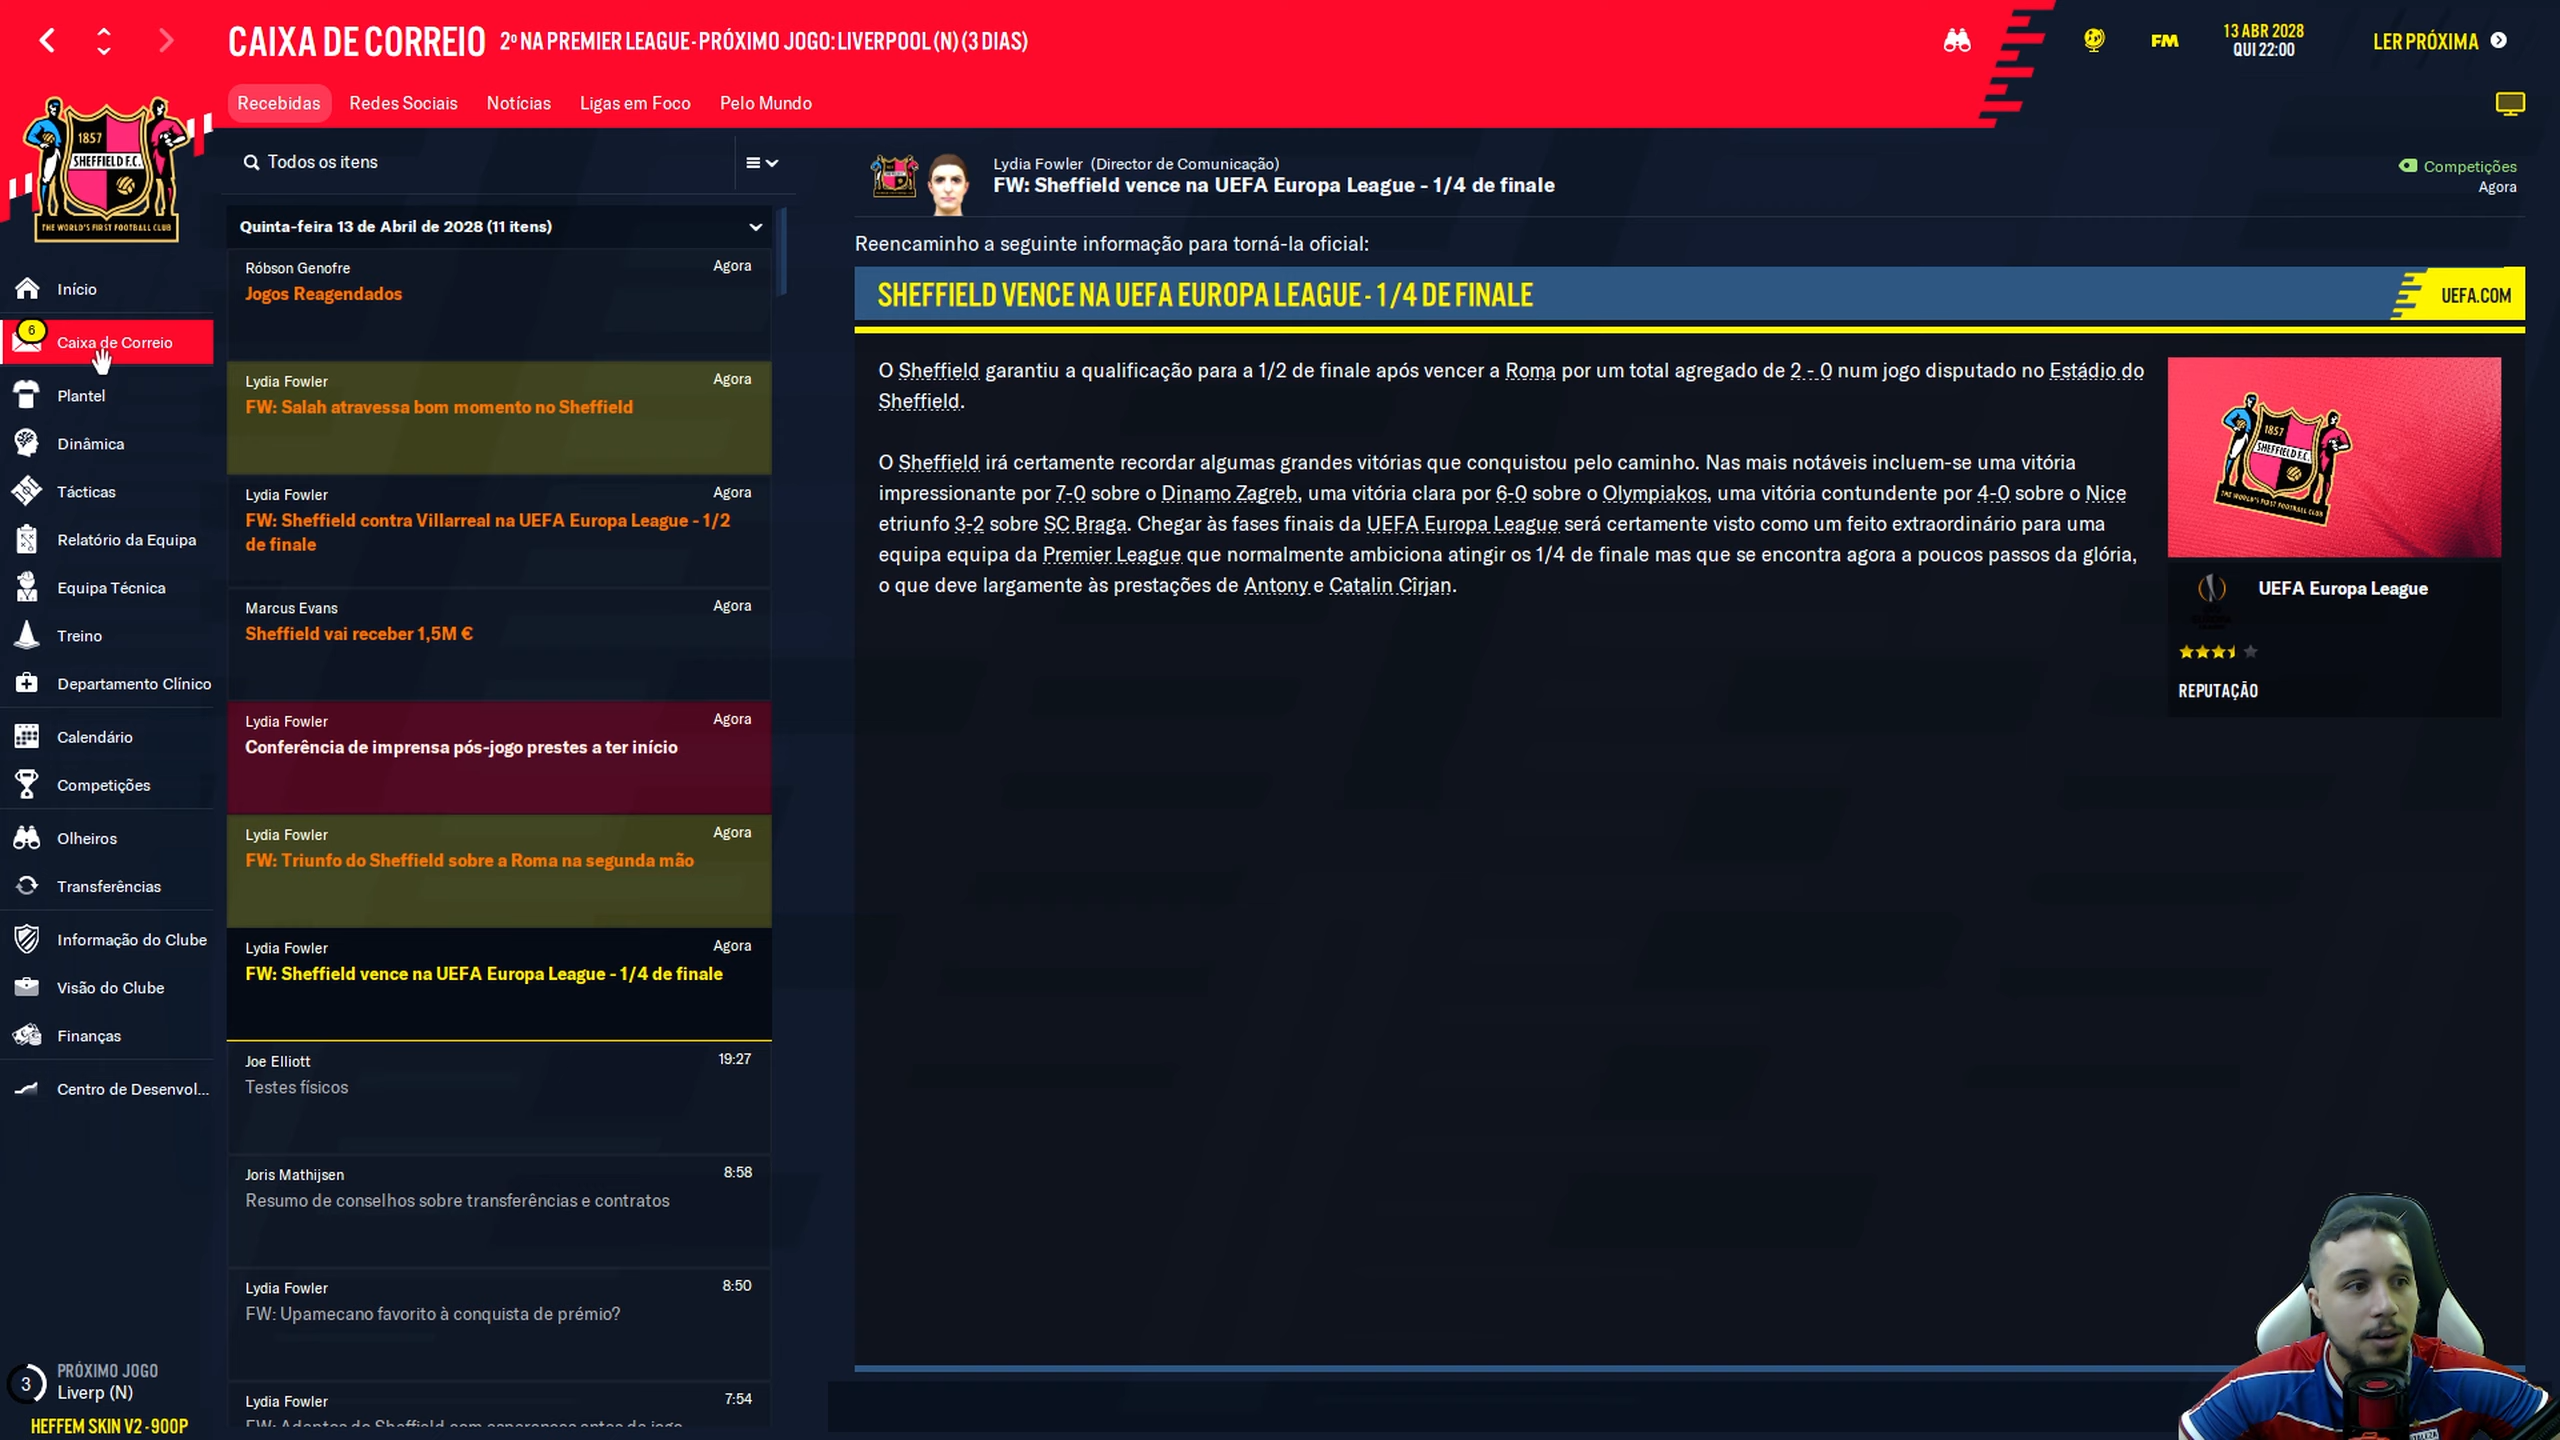 CAIXA DE CORREIO
2º NA PREMIER LEAGUE - PRÓXIMO JOGO: LIVERPOOL (N) (3 DIAS)
FM
13 ABR 2028
QUI 22:00
LER PRÓXIMA
Recebidas
Redes Sociais
Notícias
Ligas em Foco
Pelo Mundo
1857
SHEFFIELD F.C.
THE WORLD'S FIRST FOOTBALL CLUB
Início
6
Caixa de Correio
Plantel
Dinâmica
Tácticas
Relatório da Equipa
Equipa Técnica
Treino
Departamento Clínico
Calendário
Competições
Olheiros
Transferências
Informação do Clube
Visão do Clube
Finanças
Centro de Desenvol...
3
PRÓXIMO JOGO
Liverp (N)
HEFFEM SKIN V2 - 900P
Todos os itens
Quinta-feira 13 de Abril de 2028 (11 itens)
Róbson Genofre
Agora
Jogos Reagendados
Lydia Fowler
Agora
FW: Salah atravessa bom momento no Sheffield
Lydia Fowler
Agora
FW: Sheffield contra Villarreal na UEFA Europa League - 1/2
de finale
Marcus Evans
Agora
Sheffield vai receber 1,5M €
Lydia Fowler
Agora
Conferência de imprensa pós-jogo prestes a ter início
Lydia Fowler
Agora
FW: Triunfo do Sheffield sobre a Roma na segunda mão
Lydia Fowler
Agora
FW: Sheffield vence na UEFA Europa League - 1/4 de finale
Joe Elliott
19:27
Testes físicos
Joris Mathijsen
8:58
Resumo de conselhos sobre transferências e contratos
Lydia Fowler
8:50
FW: Upamecano favorito à conquista de prémio?
Lydia Fowler
7:54
FW: Adeptos do Sheffield com esperanças antes do jogo
Lydia Fowler (Director de Comunicação)
FW: Sheffield vence na UEFA Europa League - 1/4 de finale
Competições
Agora
Reencaminho a seguinte informação para torná-la oficial:
SHEFFIELD VENCE NA UEFA EUROPA LEAGUE - 1/4 DE FINALE
UEFA.COM
O Sheffield garantiu a qualificação para a 1/2 de finale após vencer a Roma por um total agregado de 2 - 0 num jogo disputado no Estádio do
Sheffield.
O Sheffield irá certamente recordar algumas grandes vitórias que conquistou pelo caminho. Nas mais notáveis incluem-se uma vitória
impressionante por 7-0 sobre o Dinamo Zagreb, uma vitória clara por 6-0 sobre o Olympiakos, uma vitória contundente por 4-0 sobre o Nice
etriunfo 3-2 sobre SC Braga. Chegar às fases finais da UEFA Europa League será certamente visto como um feito extraordinário para uma
equipa equipa da Premier League que normalmente ambiciona atingir os 1/4 de finale mas que se encontra agora a poucos passos da glória,
o que deve largamente às prestações de Antony e Catalin Cîrjan.
1857
SHEFFIELD F.C.
THE WORLD'S FIRST FOOTBALL CLUB
UEFA Europa League
REPUTAÇÃO